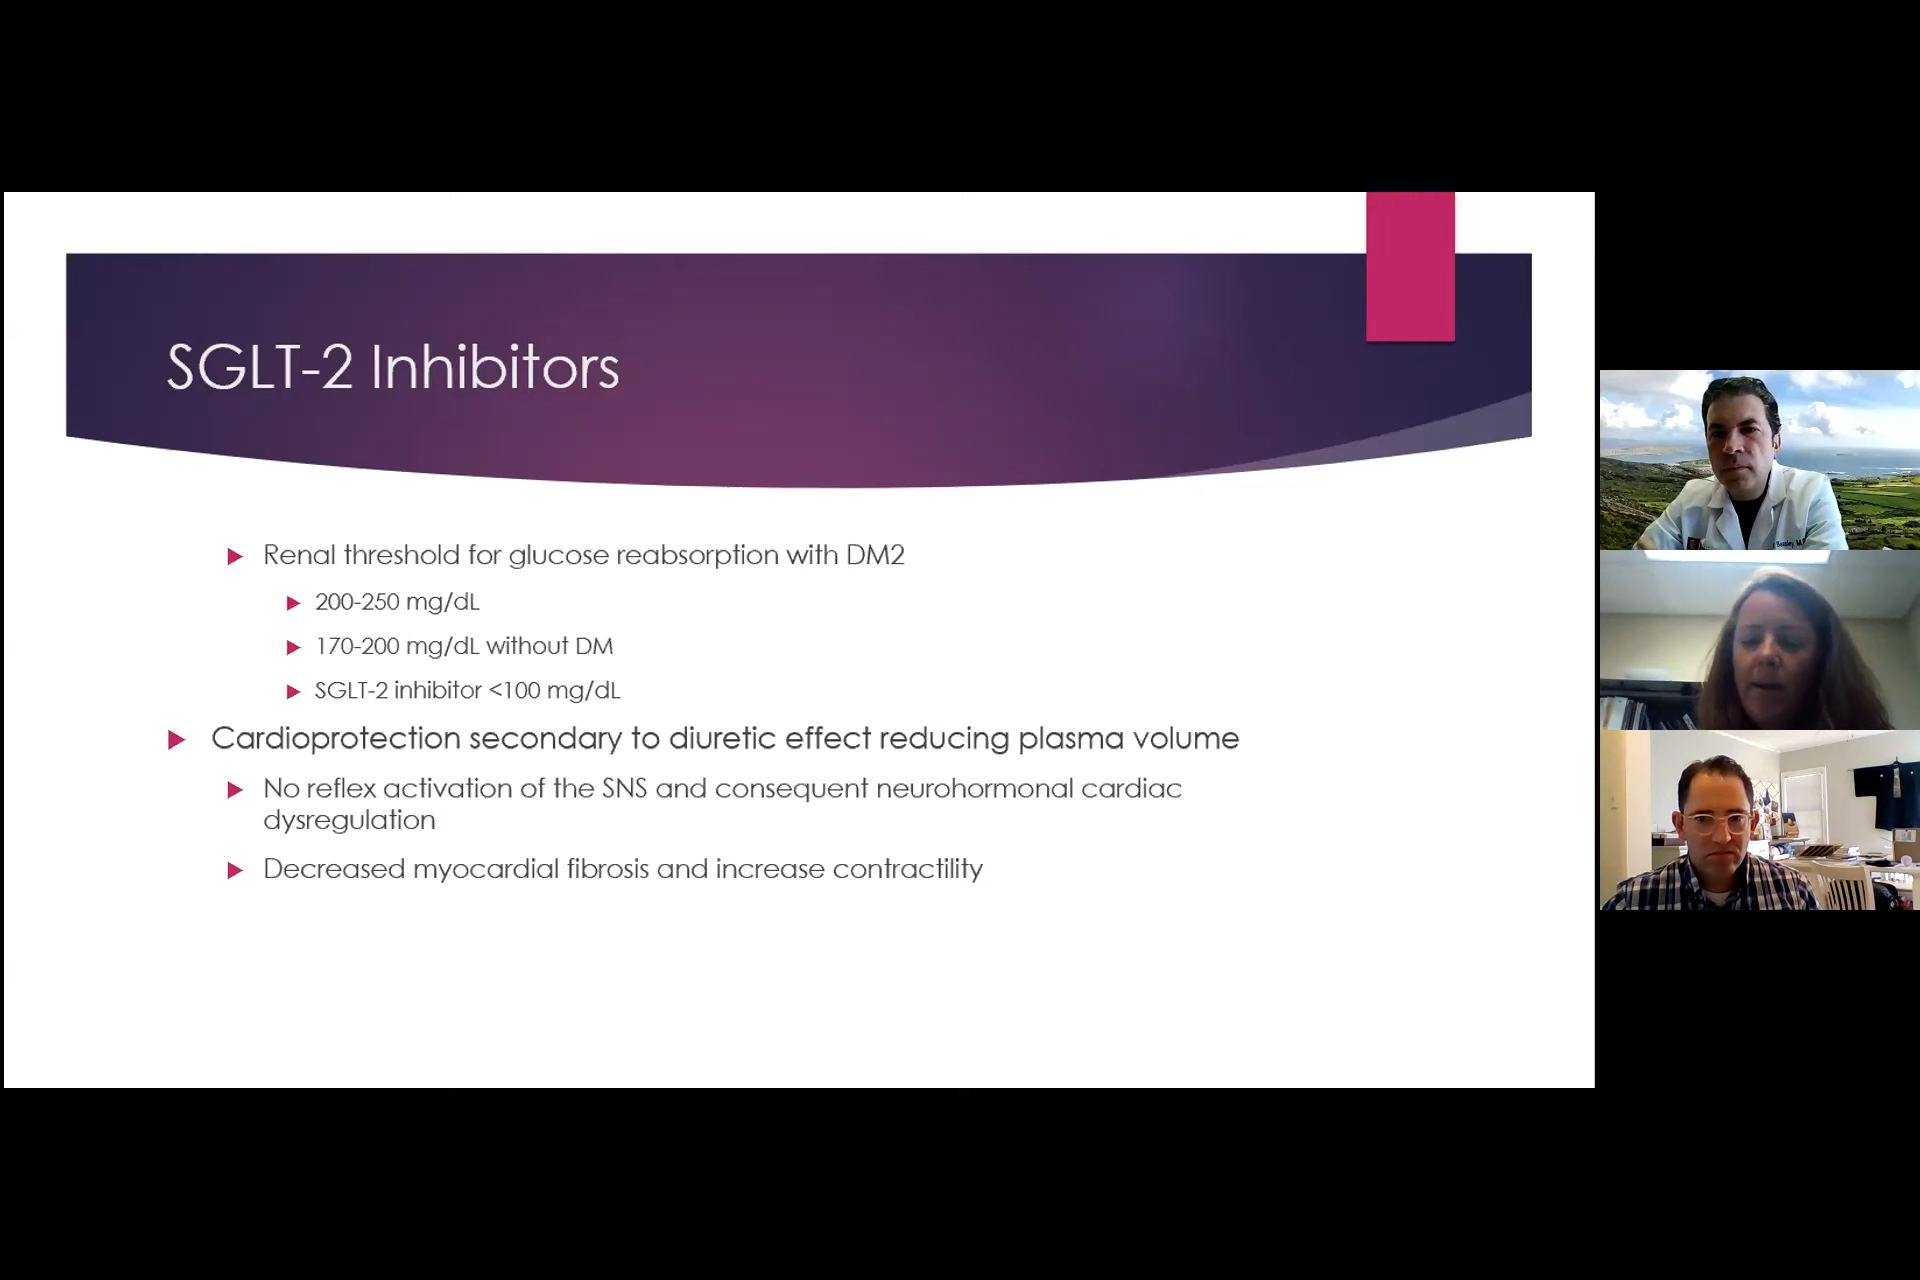 SGLT-2 Inhibitors
Renal threshold for glucose reabsorption with DM2
200-250 mg/dL
170-200 mg/dL without DM
SGLT-2 inhibitor <100 mg/dL
Cardioprotection secondary to diuretic effect reducing plasma volume
No reflex activation of the SNS and consequent neurohormonal cardiac
dysregulation
Decreased myocardial fibrosis and increase contractility